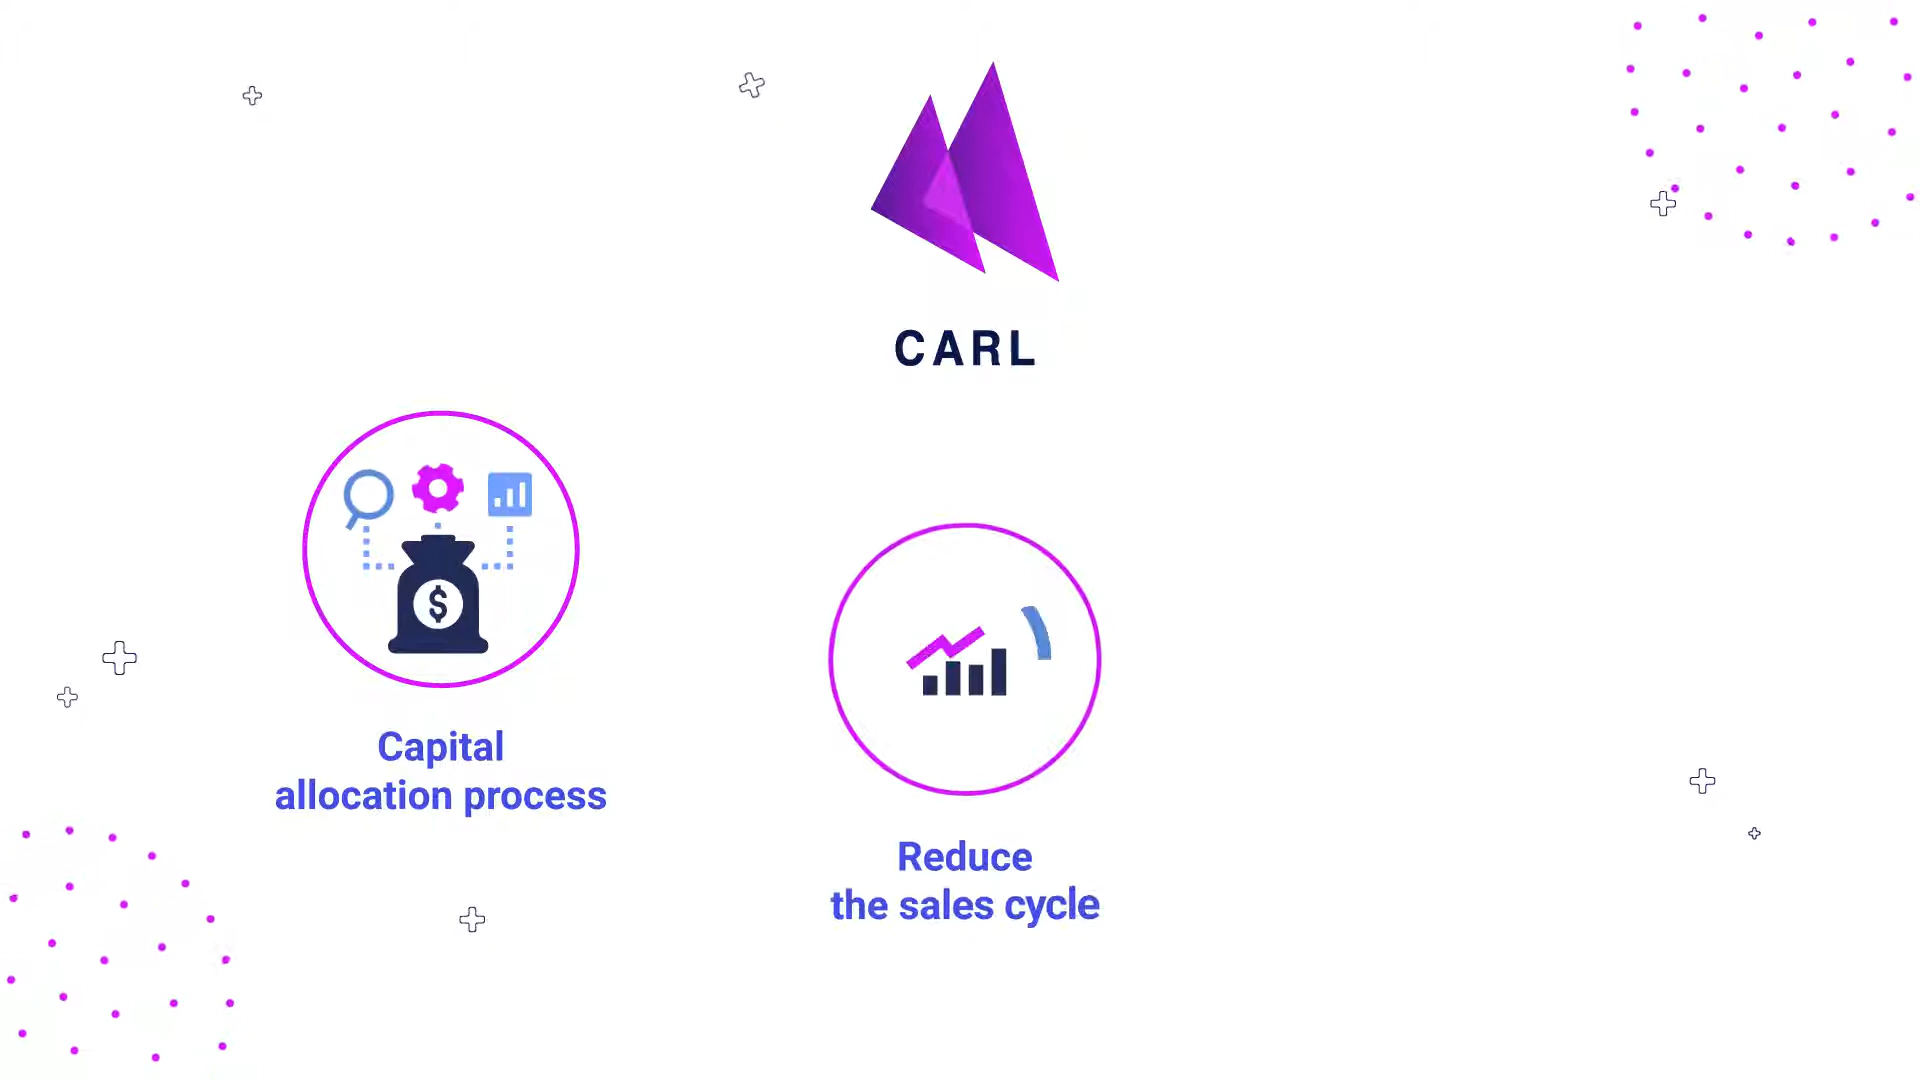 CARL
Capital
allocation process
Reduce
the sales cycle
$